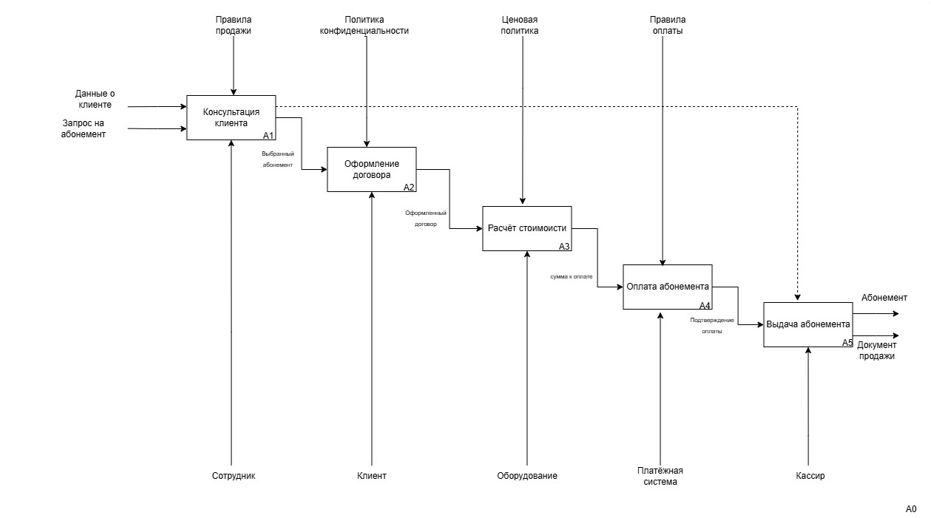 Правила
продажи
Политика
конфиденциальности
Ценовая
политика
Правила
оплаты
Данные о
клиенте
Запрос на
абонемент
Консультация
клиента
A1
Выбранный
абонемент
Оформление
договора
A2
Оформленный
договор
Расчёт стоимоисти
A3
сумма к оплате
Оплата абонемента
A4
Подтверждение
оплаты
Выдача абонемента
A5
Абонемент
Документ
продажи
Сотрудник
Клиент
Оборудование
Платёжная
система
Кассир
A0